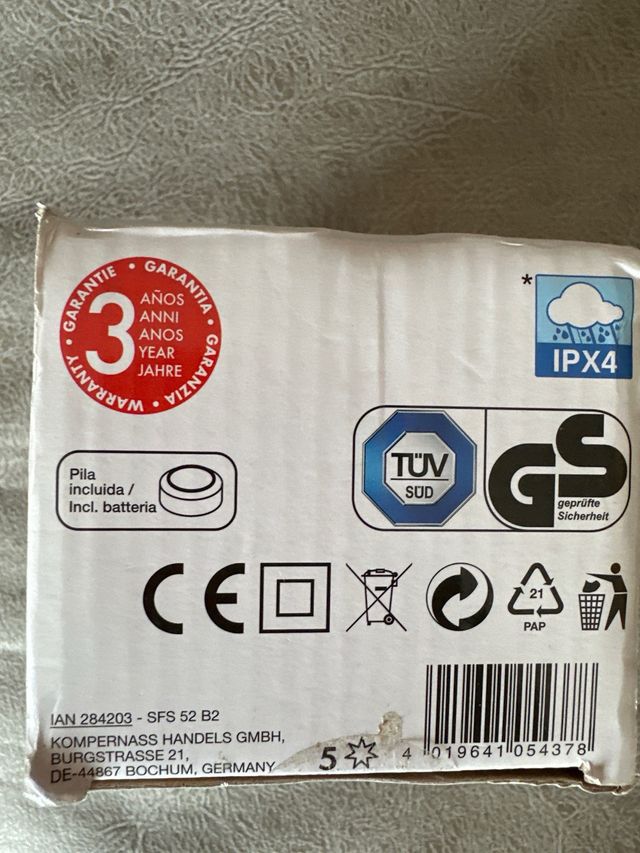 GARANTIE • GARANTIA • GARANZIA • WARRANTY •
3
AÑOS
ANNI
ANOS
YEAR
JAHRE
*
IPX4
Pila
incluida /
Incl. batteria
TÜV
SÜD
GS
geprüfte
Sicherheit
CE
21
PAP
IAN 284203 - SFS 52 B2
KOMPERNASS HANDELS GMBH,
BURGSTRASSE 21,
DE-44867 BOCHUM, GERMANY
5
4 019641 054378